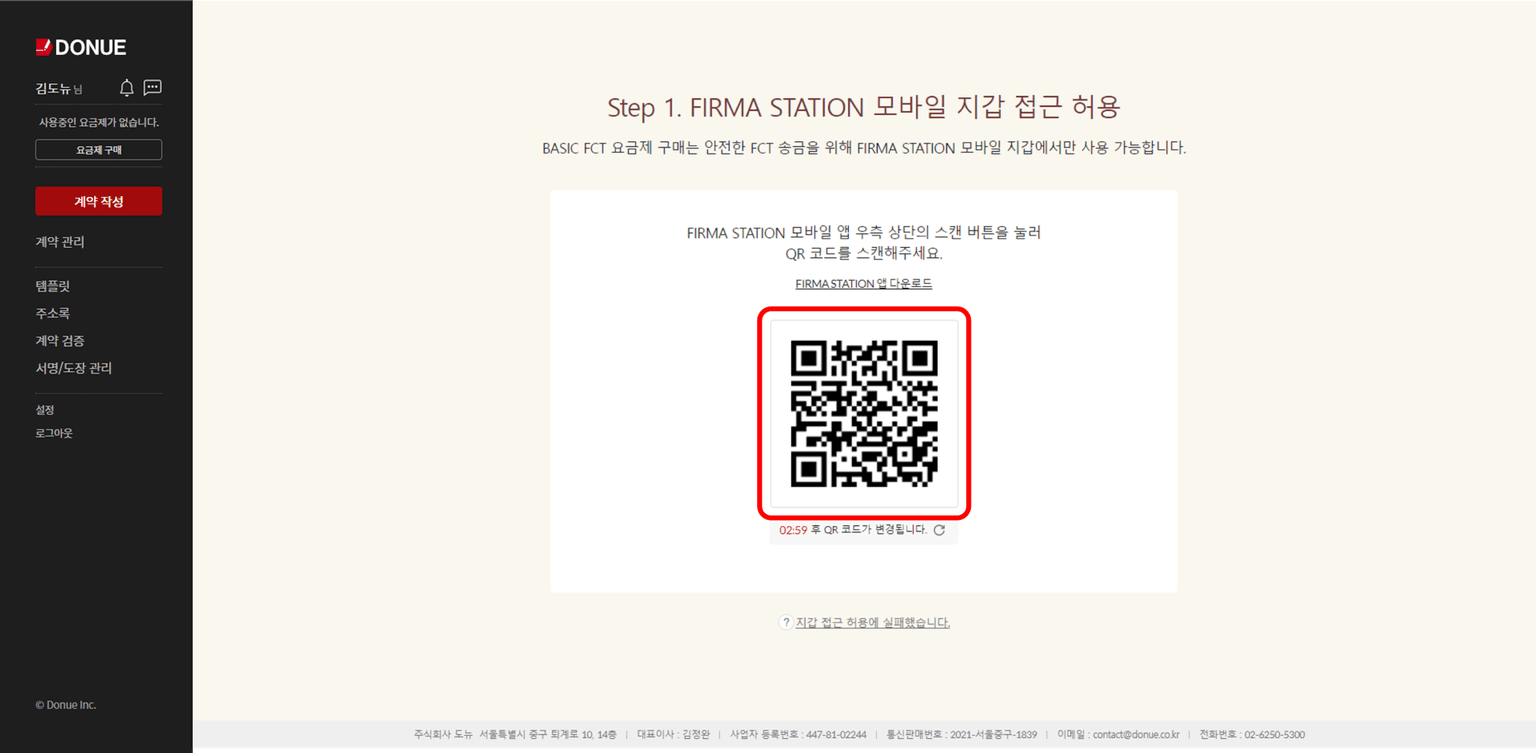 DONUE
김도뉴 님
사용중인 요금제가 없습니다.
요금제 구매
계약 작성
계약 관리
템플릿
주소록
계약 검증
서명/도장 관리
설정
로그아웃
© Donue Inc.
Step 1. FIRMA STATION 모바일 지갑 접근 허용
BASIC FCT 요금제 구매는 안전한 FCT 송금을 위해 FIRMA STATION 모바일 지갑에서만 사용 가능합니다.
FIRMA STATION 모바일 앱 우측 상단의 스캔 버튼을 눌러
QR 코드를 스캔해주세요.
FIRMA STATION 앱 다운로드
02:59 후 QR 코드가 변경됩니다.
? 지갑 접근 허용에 실패했습니다.
주식회사 도뉴 서울특별시 중구 퇴계로 10, 14층 | 대표이사 : 김정완 | 사업자 등록번호 : 447-81-02244 | 통신판매번호 : 2021-서울중구-1839 | 이메일 : contact@donue.co.kr | 전화번호 : 02-6250-5300